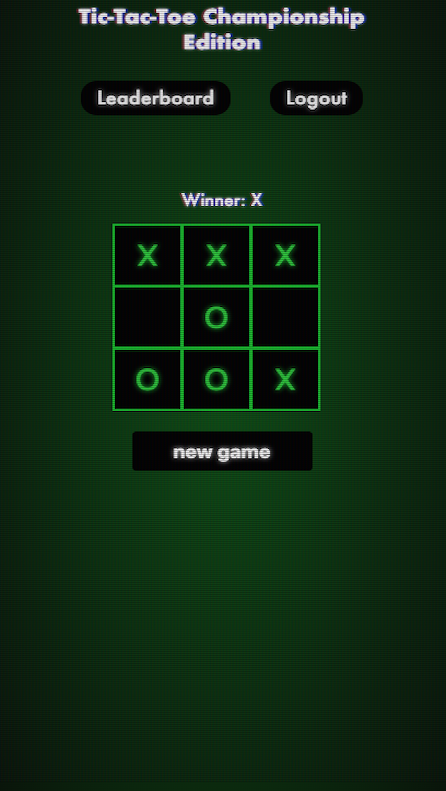 Tic-Tac-Toe Championship
Edition
Leaderboard Logout
Winner: X
X X X
O
O O X
new game